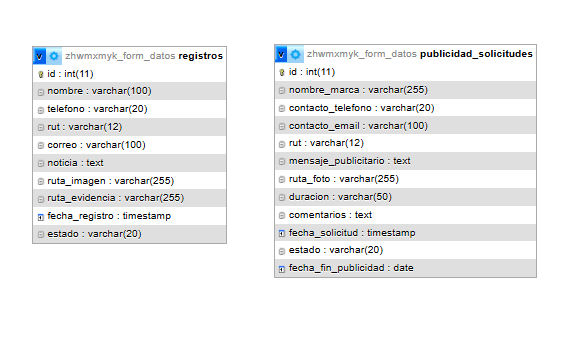 v zhwmxmyk_form_datos registros
id : int(11)
nombre : varchar(100)
telefono : varchar(20)
rut : varchar(12)
correo : varchar(100)
noticia : text
ruta_imagen : varchar(255)
ruta_evidencia : varchar(255)
fecha_registro : timestamp
estado : varchar(20)
v zhwmxmyk_form_datos publicidad_solicitudes
id : int(11)
nombre_marca : varchar(255)
contacto_telefono : varchar(20)
contacto_email : varchar(100)
rut : varchar(12)
mensaje_publicitario : text
ruta_foto : varchar(255)
duracion : varchar(50)
comentarios : text
fecha_solicitud : timestamp
estado : varchar(20)
fecha_fin_publicidad : date